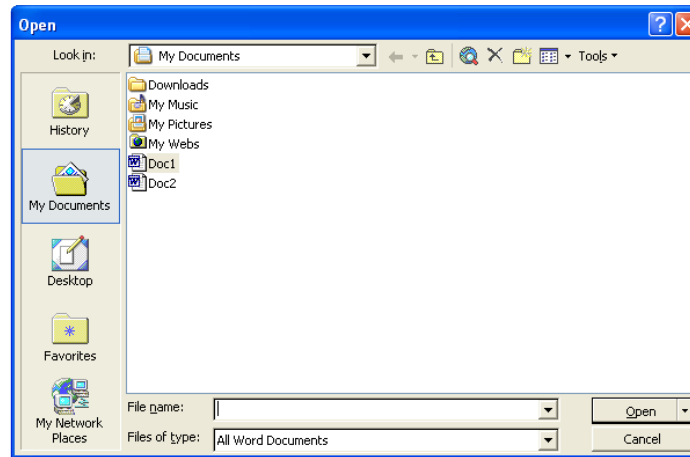 Open
Look in: My Documents Tools
Downloads
My Music
My Pictures
My Webs
Doc1
Doc2
History
My Documents
Desktop
Favorites
My Network
Places
File name: Open
Files of type: All Word Documents Cancel